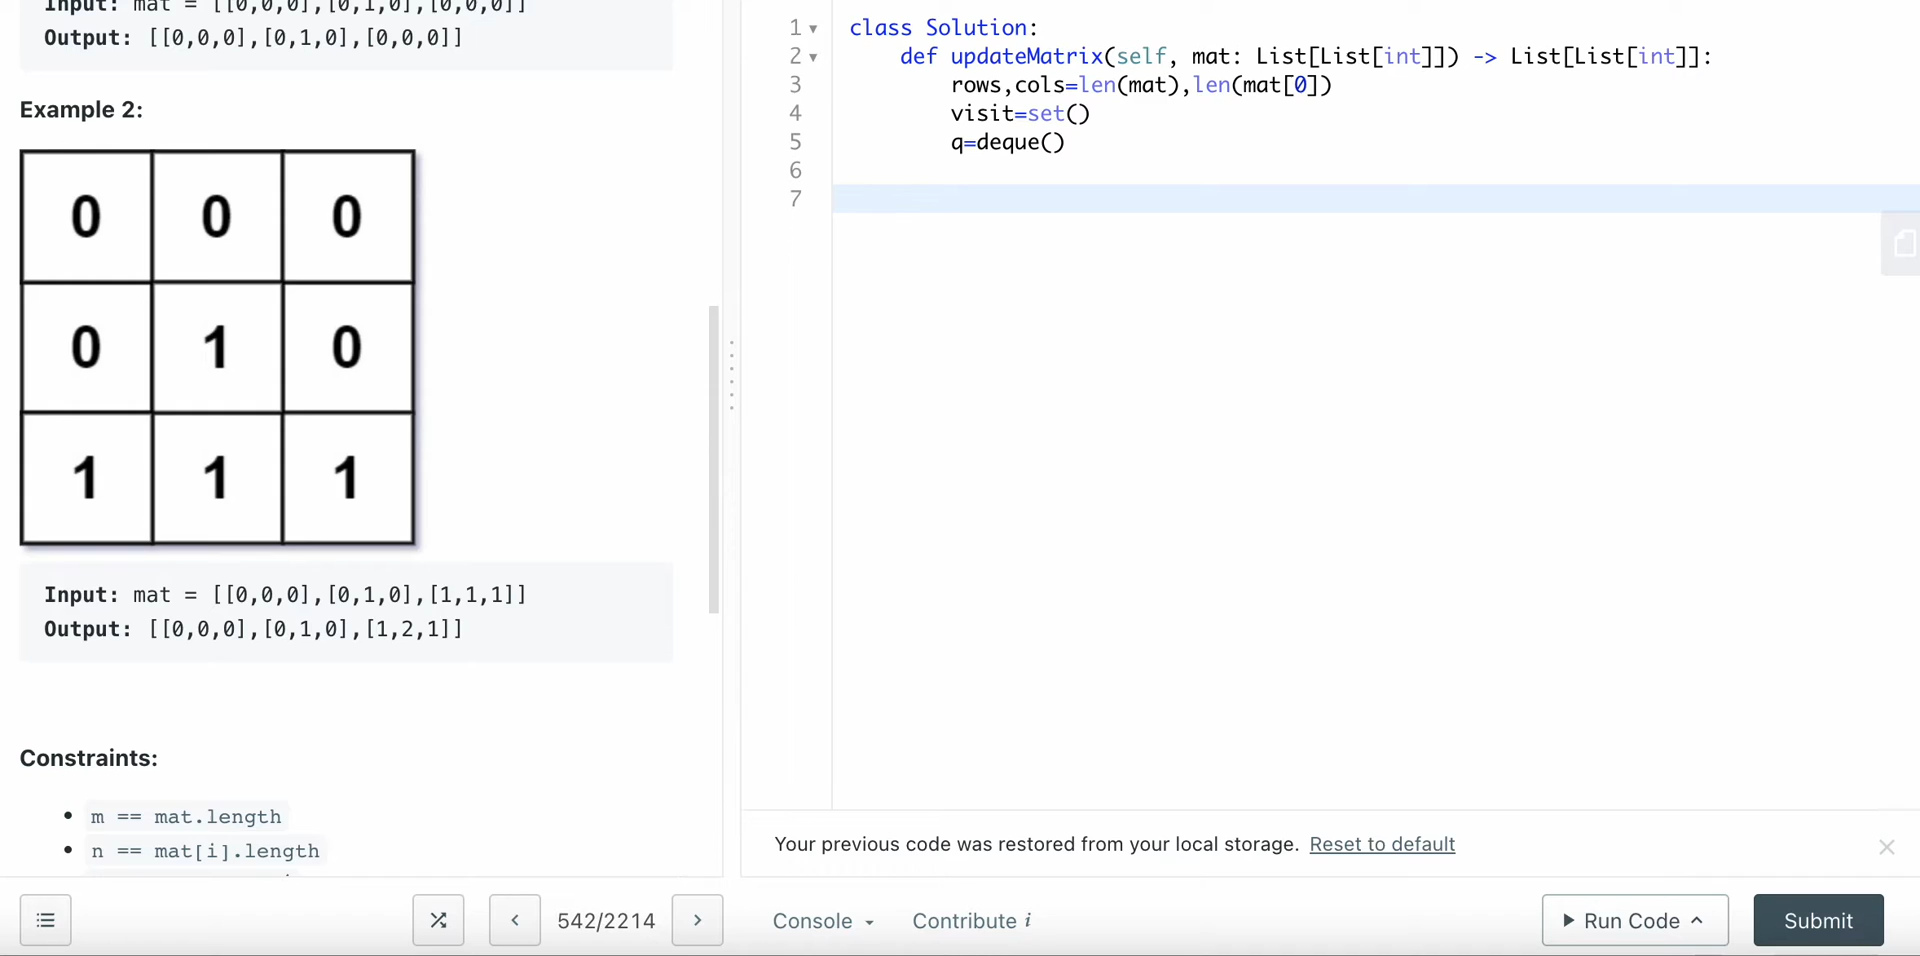 Input: mat = [[0,0,0],[0,1,0],[0,0,0]]
Output: [[0,0,0],[0,1,0],[0,0,0]]
Example 2:
0 0 0
0 1 0
1 1 1
Input: mat = [[0,0,0],[0,1,0],[1,1,1]]
Output: [[0,0,0],[0,1,0],[1,2,1]]
Constraints:
m == mat.length
n == mat[i].length
542/2214
1 class Solution:
2 def updateMatrix(self, mat: List[List[int]]) -> List[List[int]]:
3 rows,cols=len(mat),len(mat[0])
4 visit=set()
5 q=deque()
6
7
Your previous code was restored from your local storage. Reset to default
Console Contribute i
Run Code Submit